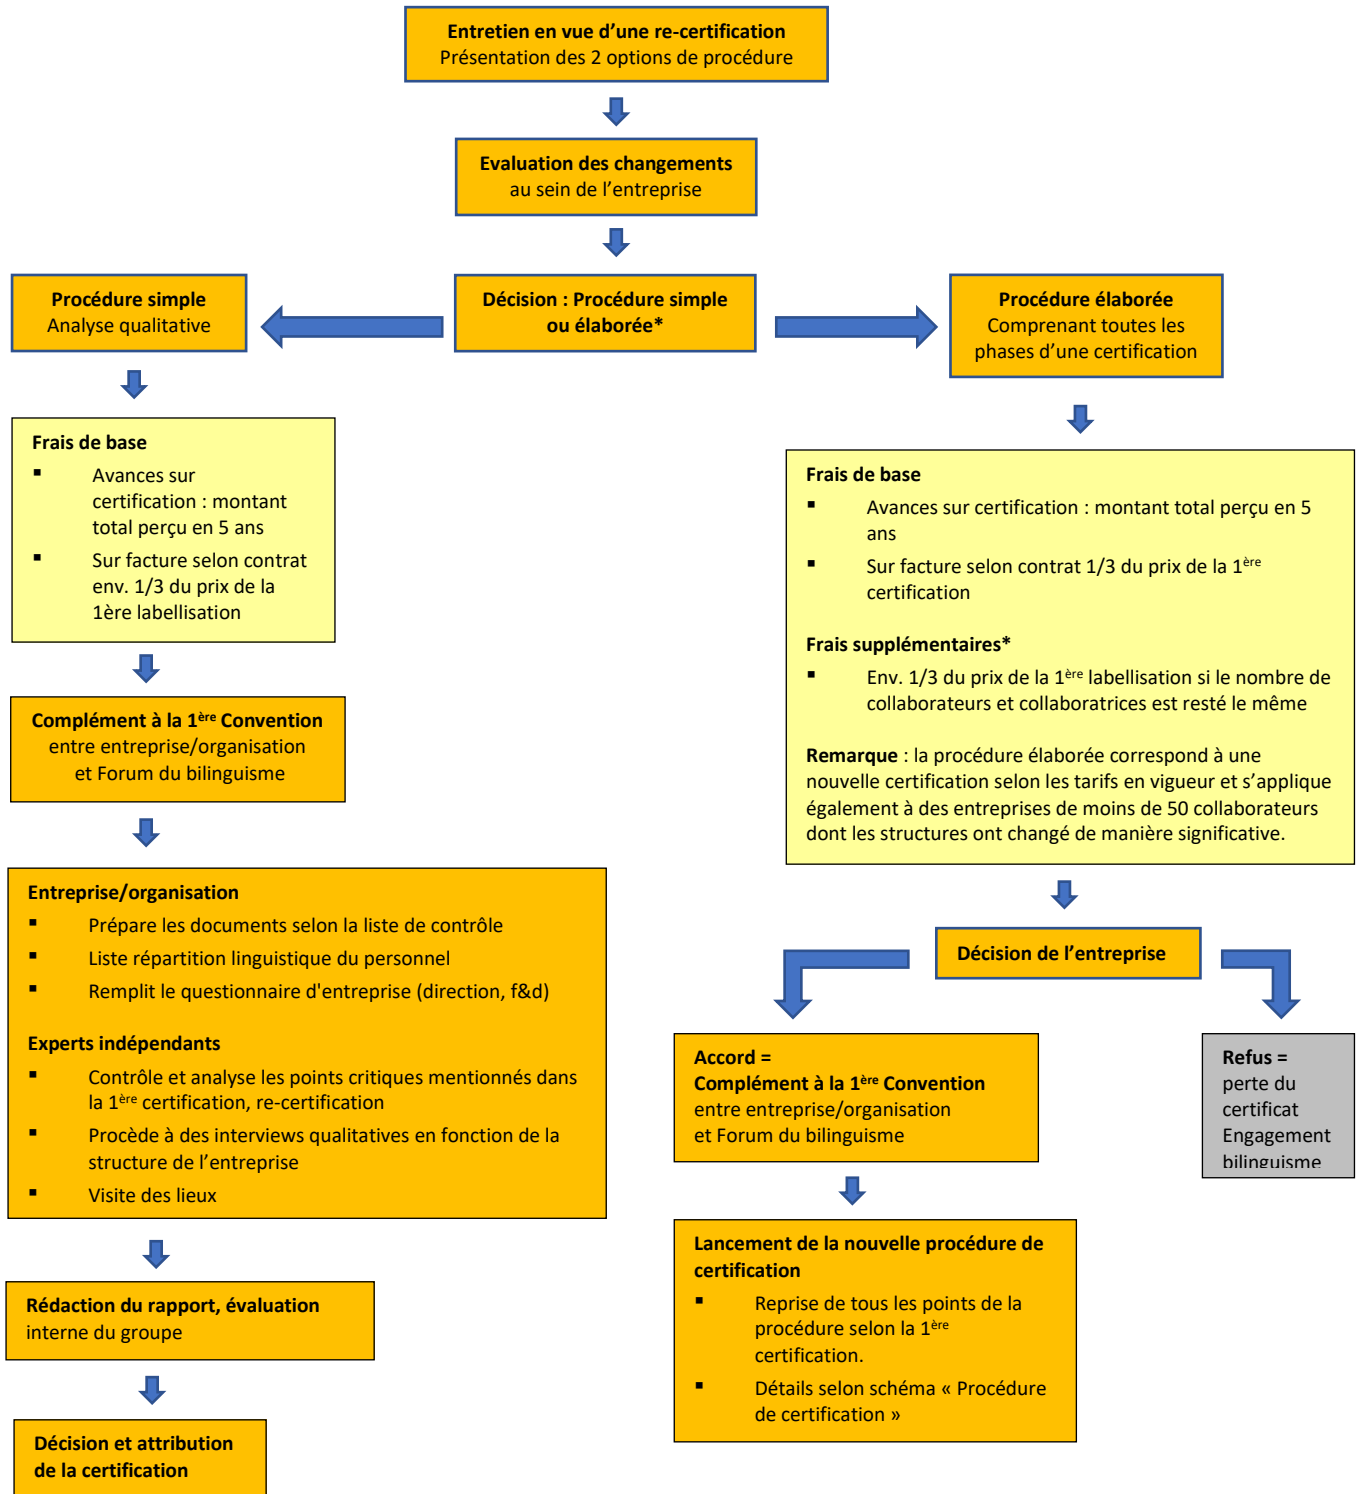 Entretien en vue d’une re-certification
Présentation des 2 options de procédure
Evaluation des changements
au sein de l’entreprise
Procédure simple
Analyse qualitative
Décision : Procédure simple
ou élaborée*
Procédure élaborée
Comprenant toutes les
phases d’une certification
Frais de base
▪ Avances sur
certification : montant
total perçu en 5 ans
▪ Sur facture selon contrat
env. 1/3 du prix de la
1ère labellisation
Complément à la 1ère Convention
entre entreprise/organisation
et Forum du bilinguisme
Entreprise/organisation
▪ Prépare les documents selon la liste de contrôle
▪ Liste répartition linguistique du personnel
▪ Remplit le questionnaire d'entreprise (direction, f&d)
Experts indépendants
▪ Contrôle et analyse les points critiques mentionnés dans
la 1ère certification, re-certification
▪ Procède à des interviews qualitatives en fonction de la
structure de l’entreprise
▪ Visite des lieux
Rédaction du rapport, évaluation
interne du groupe
Décision et attribution
de la certification
Frais de base
▪ Avances sur certification : montant total perçu en 5
ans
▪ Sur facture selon contrat 1/3 du prix de la 1ère
certification
Frais supplémentaires*
▪ Env. 1/3 du prix de la 1ère labellisation si le nombre de
collaborateurs et collaboratrices est resté le même
Remarque : la procédure élaborée correspond à une
nouvelle certification selon les tarifs en vigueur et s’applique
également à des entreprises de moins de 50 collaborateurs
dont les structures ont changé de manière significative.
Décision de l’entreprise
Accord =
Complément à la 1ère Convention
entre entreprise/organisation
et Forum du bilinguisme
Refus =
perte du
certificat
Engagement
bilinguisme
Lancement de la nouvelle procédure de
certification
▪ Reprise de tous les points de la
procédure selon la 1ère
certification.
▪ Détails selon schéma « Procédure
de certification »